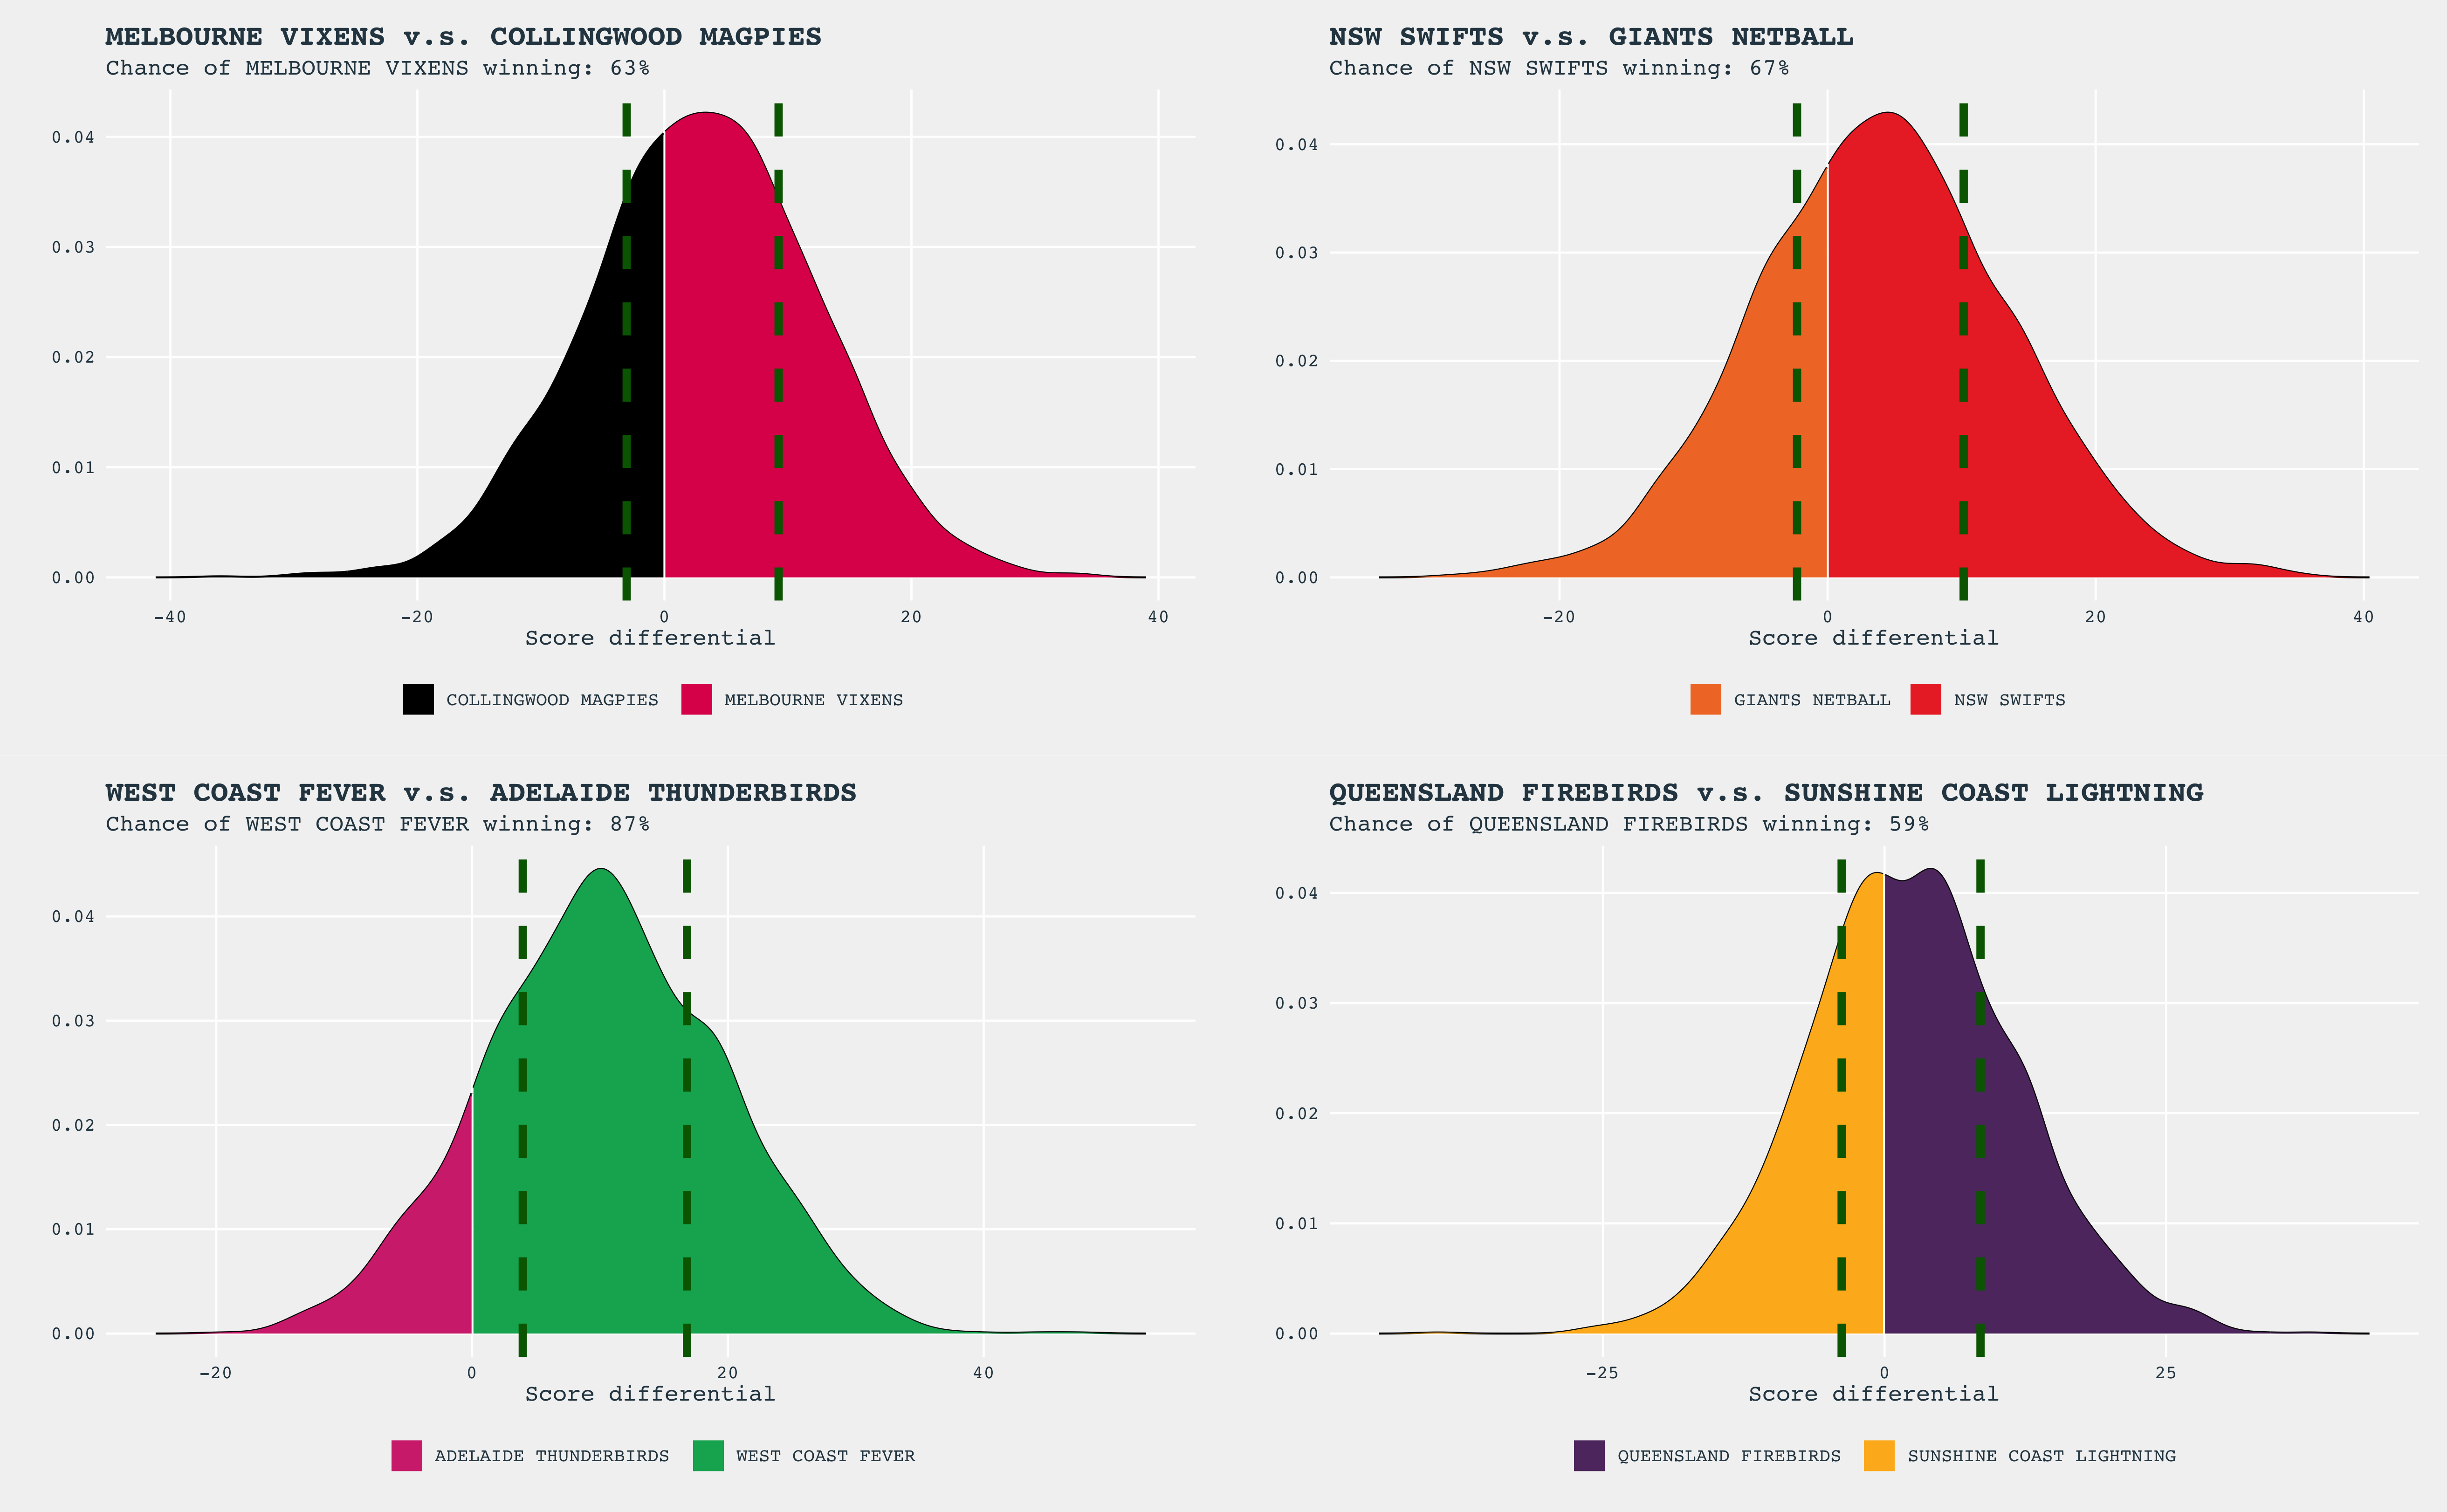 MELBOURNE VIXENS v.s. COLLINGWOOD MAGPIES
Chance of MELBOURNE VIXENS winning: 63%
0.04
0.03
0.02
0.01
0.00
-40 -20 0 20 40
Score differential
COLLINGWOOD MAGPIES MELBOURNE VIXENS
NSW SWIFTS v.s. GIANTS NETBALL
Chance of NSW SWIFTS winning: 67%
0.04
0.03
0.02
0.01
0.00
-20 0 20 40
Score differential
GIANTS NETBALL NSW SWIFTS
WEST COAST FEVER v.s. ADELAIDE THUNDERBIRDS
Chance of WEST COAST FEVER winning: 87%
0.04
0.03
0.02
0.01
0.00
-20 0 20 40
Score differential
ADELAIDE THUNDERBIRDS WEST COAST FEVER
QUEENSLAND FIREBIRDS v.s. SUNSHINE COAST LIGHTNING
Chance of QUEENSLAND FIREBIRDS winning: 59%
0.04
0.03
0.02
0.01
0.00
-25 0 25
Score differential
QUEENSLAND FIREBIRDS SUNSHINE COAST LIGHTNING